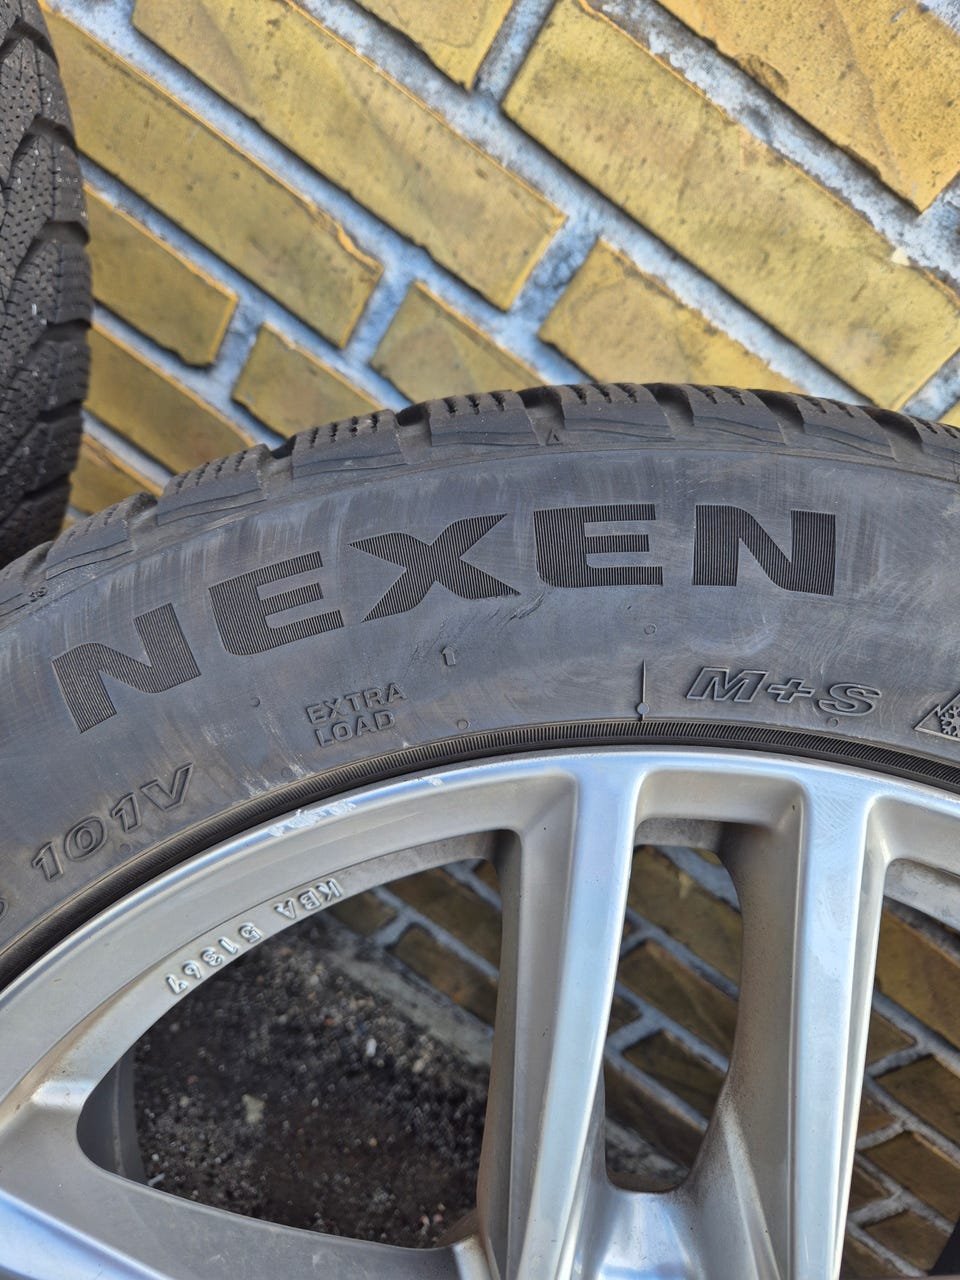 NEXEN
EXTRA
LOAD
M+S
101V
KBA 51367